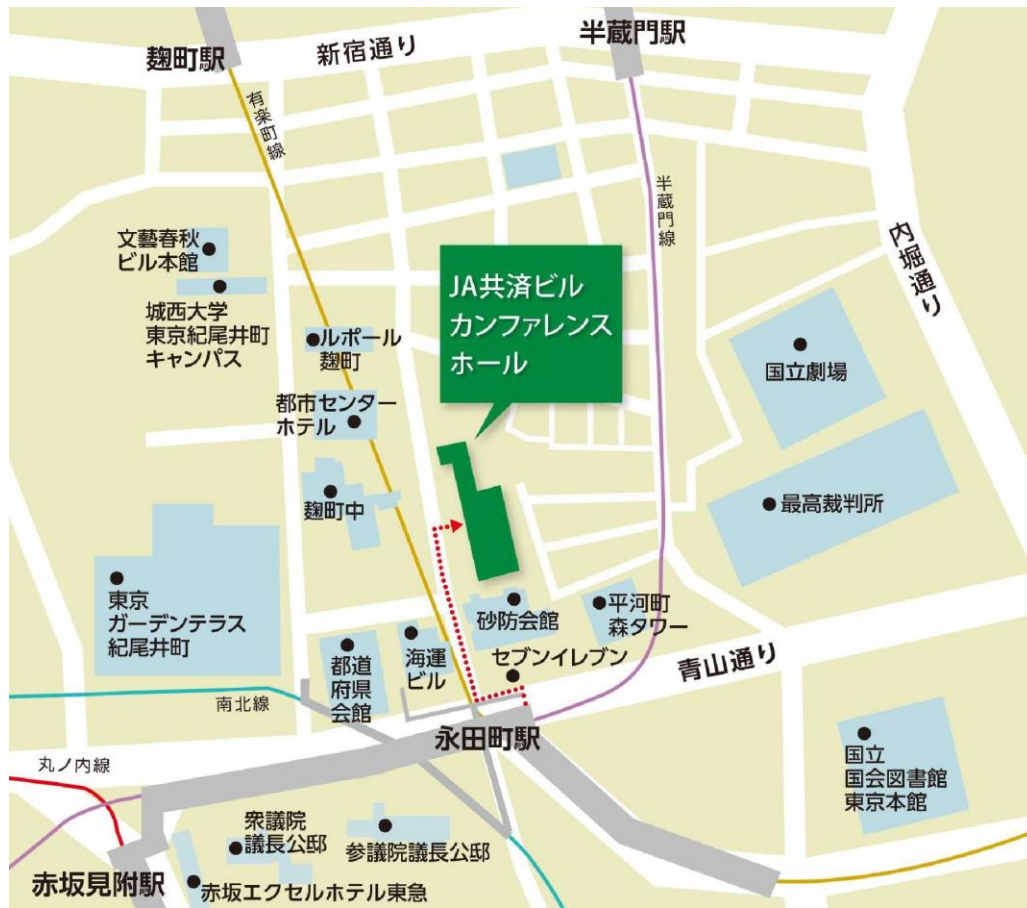 麹町駅
新宿通り
半蔵門駅
有楽町線
半蔵門線
内堀通り
文藝春秋
ビル本館
城西大学
東京紀尾井町
キャンパス
ルポール
麹町
都市センター
ホテル
麹町中
JA共済ビル
カンファレンス
ホール
国立劇場
最高裁判所
東京
ガーデンテラス
紀尾井町
都道
府県
会館
海運
ビル
砂防会館
平河町
森タワー
セブンイレブン
青山通り
南北線
永田町駅
丸ノ内線
国立
国会図書館
東京本館
衆議院
議長公邸
参議院議長公邸
赤坂見附駅
赤坂エクセルホテル東急